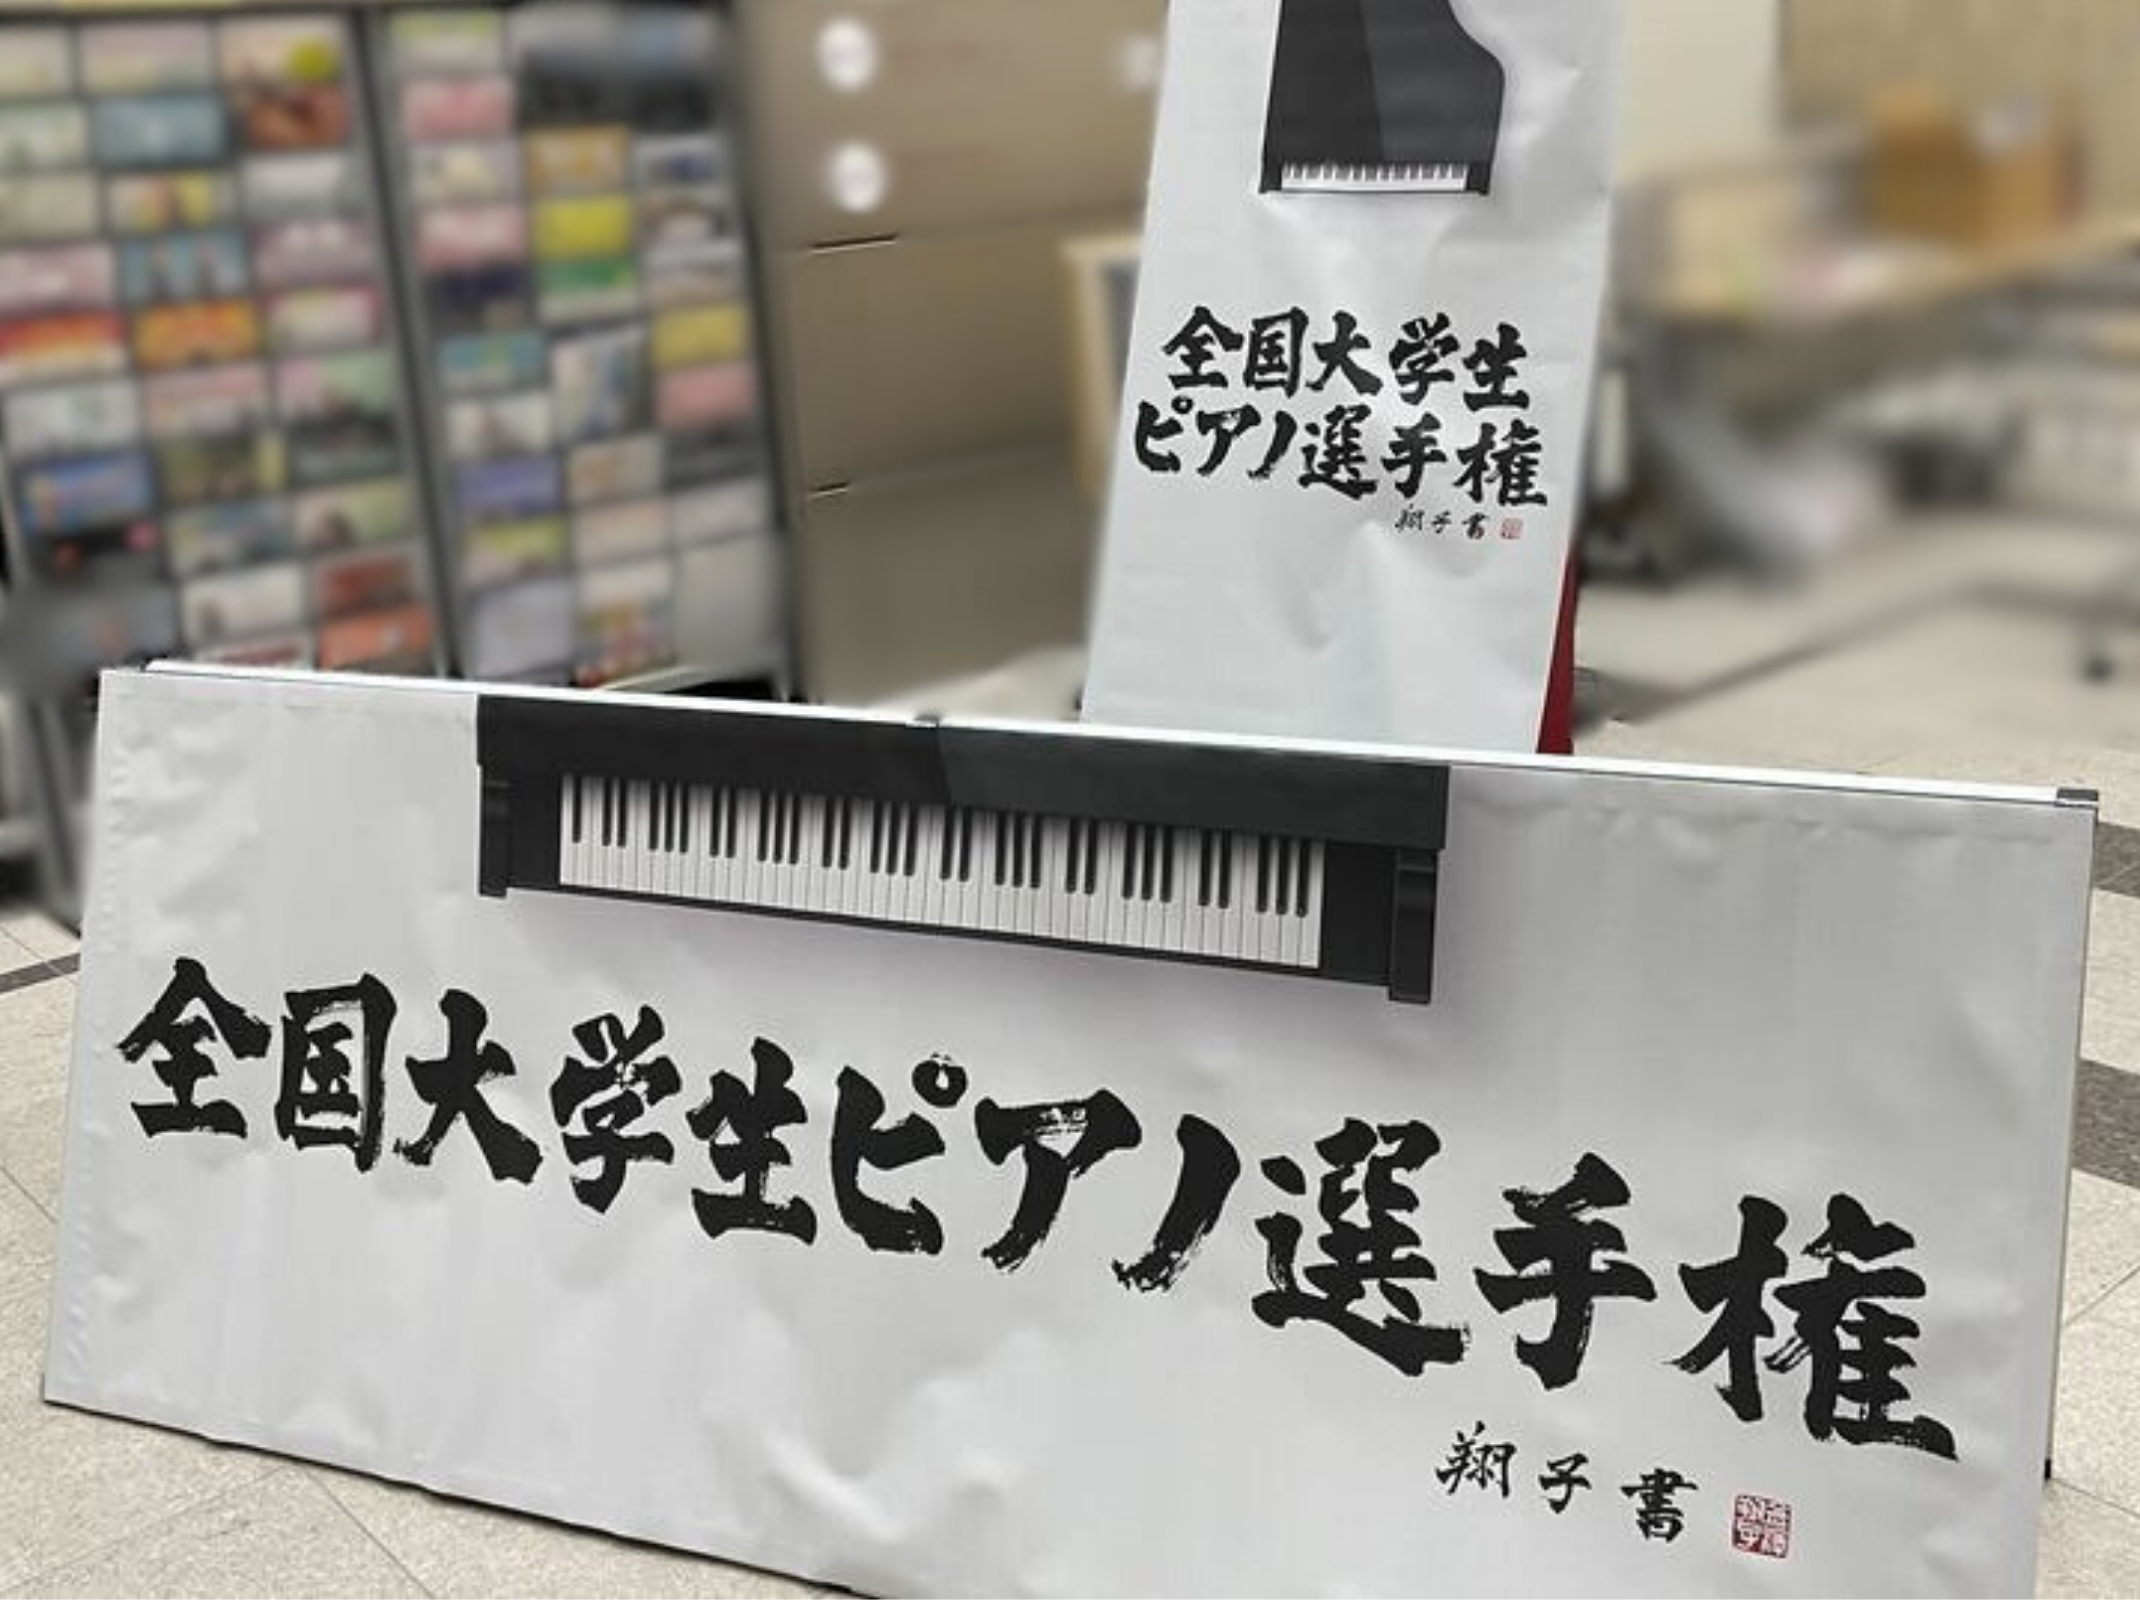 全国大学生
ピアノ選手権
翔子書
全国大学生ピアノ選手権
翔子書